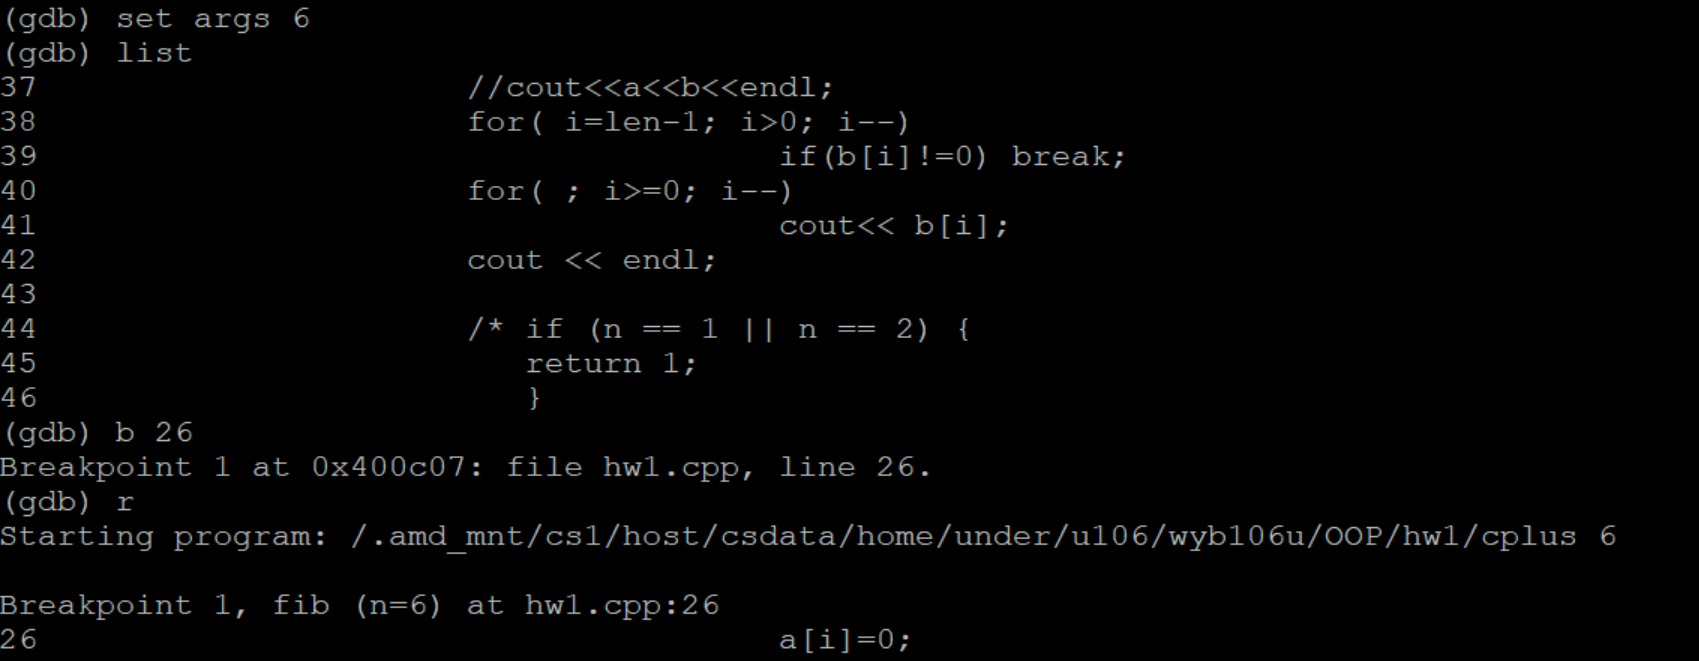 (gdb) set args 6
(gdb) list
37                      //cout<<a<<b<<endl;
38                      for( i=len-1; i>0; i--)
39                                      if(b[i]!=0) break;
40                      for( ; i>=0; i--)
41                                      cout<< b[i];
42                      cout << endl;
43
44                      /* if (n == 1 || n == 2) {
45                         return 1;
46                         }
(gdb) b 26
Breakpoint 1 at 0x400c07: file hw1.cpp, line 26.
(gdb) r
Starting program: /.amd_mnt/cs1/host/csdata/home/under/u106/wyb106u/OOP/hw1/cplus 6

Breakpoint 1, fib (n=6) at hw1.cpp:26
26                                      a[i]=0;